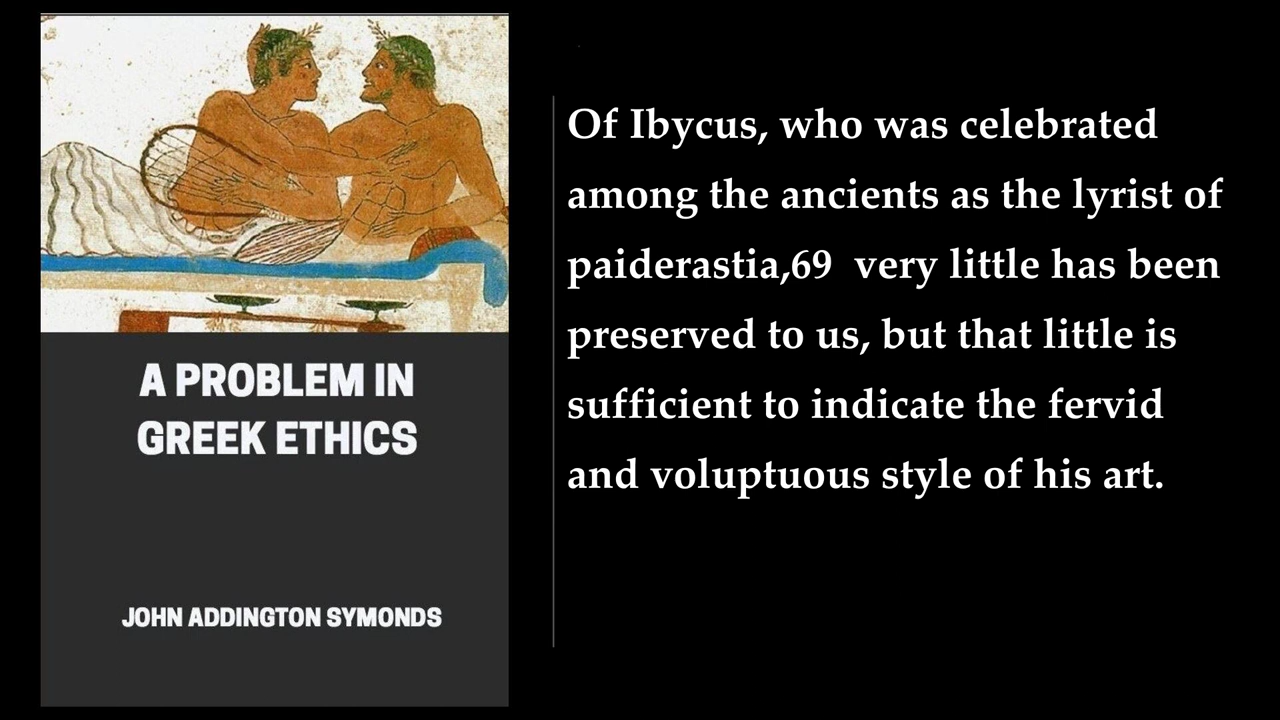 A PROBLEM IN
GREEK ETHICS
JOHN ADDINGTON SYMONDS
Of Ibycus, who was celebrated
among the ancients as the lyrist of
paiderastia,69  very little has been
preserved to us, but that little is
sufficient to indicate the fervid
and voluptuous style of his art.